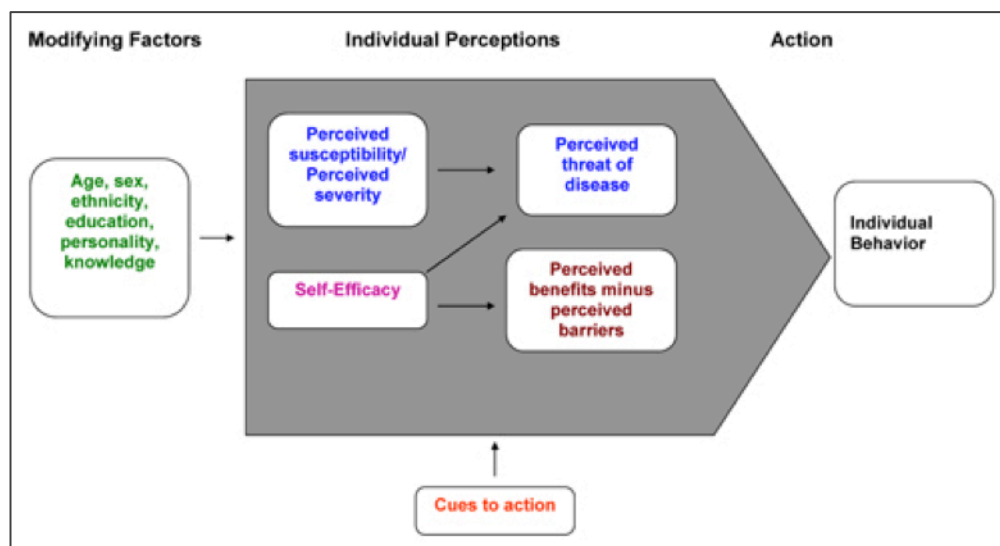 Modifying Factors
Individual Perceptions
Action
Age, sex,
ethnicity,
education,
personality,
knowledge
Perceived
susceptibility/
Perceived
severity
Perceived
threat of
disease
Self-Efficacy
Perceived
benefits minus
perceived
barriers
Individual
Behavior
Cues to action